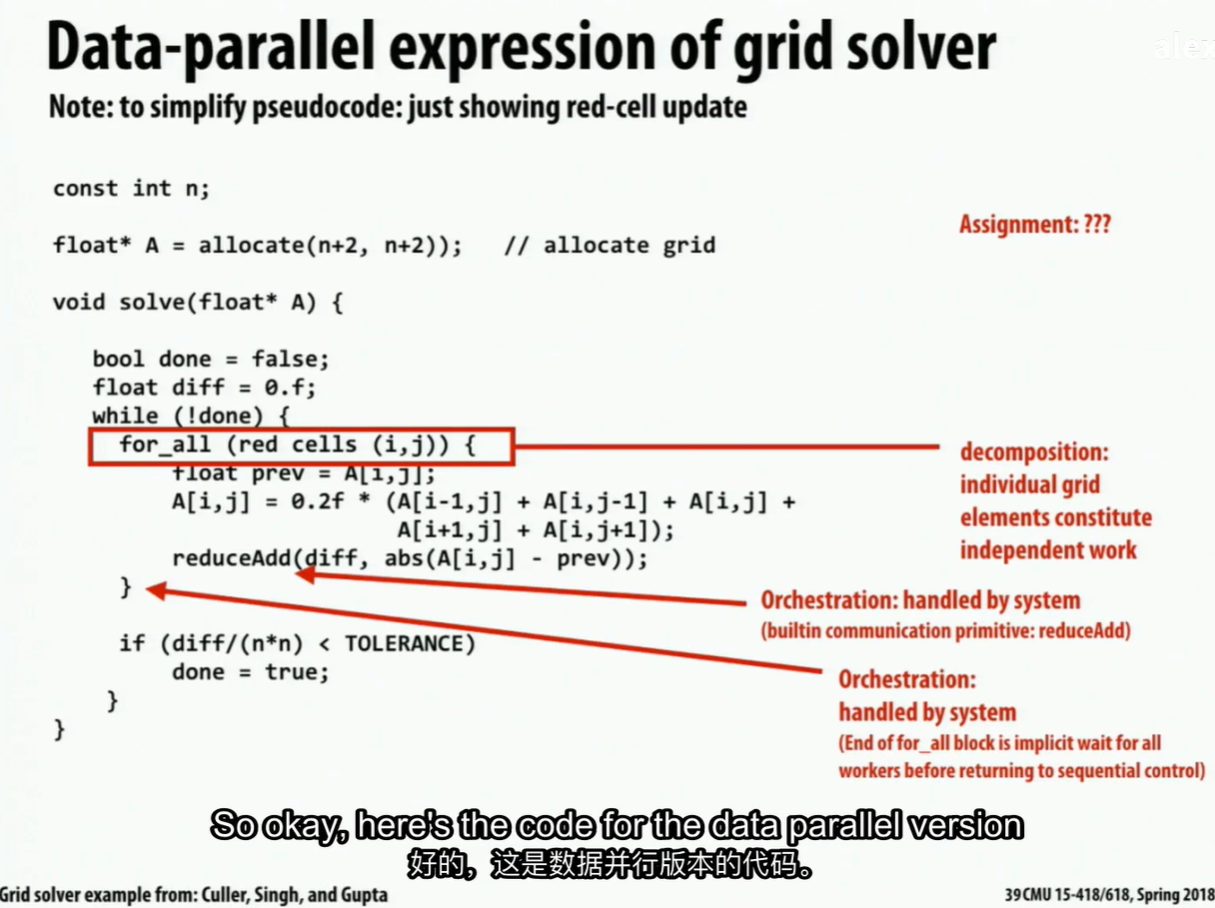 Data-parallel expression of grid solver
alex
Note: to simplify pseudocode: just showing red-cell update
const int n;
float* A = allocate(n+2, n+2));   // allocate grid
Assignment: ???
void solve(float* A) {
bool done = false;
float diff = 0.f;
while (!done) {
for_all (red cells (i,j)) {
float prev = A[i,j];
A[i,j] = 0.2f * (A[i-1,j] + A[i,j-1] + A[i,j] +
A[i+1,j] + A[i,j+1]);
reduceAdd(diff, abs(A[i,j] - prev));
}
if (diff/(n*n) < TOLERANCE)
done = true;
}
}
decomposition:
individual grid
elements constitute
independent work
Orchestration: handled by system
(builtin communication primitive: reduceAdd)
Orchestration:
handled by system
(End of for_all block is implicit wait for all
workers before returning to sequential control)
So okay, here's the code for the data parallel version
好的，这是数据并行版本的代码。
Grid solver example from: Culler, Singh, and Gupta
39 CMU 15-418/618, Spring 2018